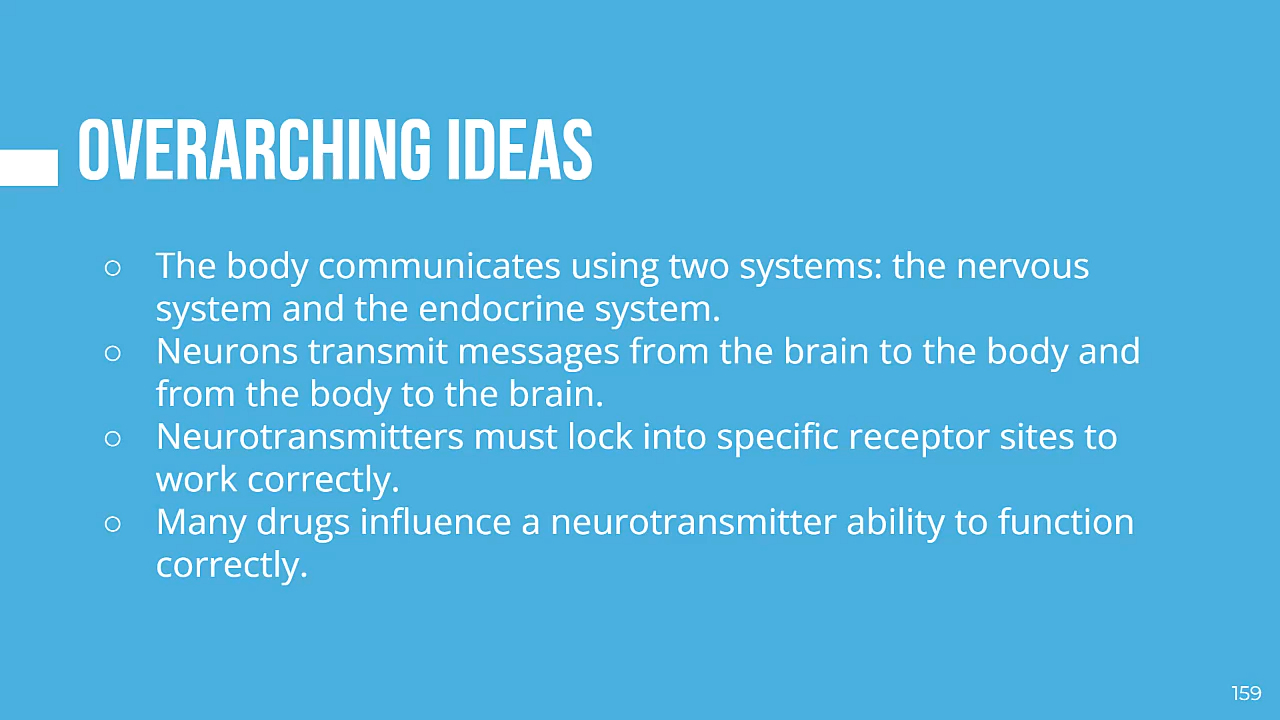 OVERARCHING IDEAS
○ The body communicates using two systems: the nervous
system and the endocrine system.
○ Neurons transmit messages from the brain to the body and
from the body to the brain.
○ Neurotransmitters must lock into specific receptor sites to
work correctly.
○ Many drugs influence a neurotransmitter ability to function
correctly.
159